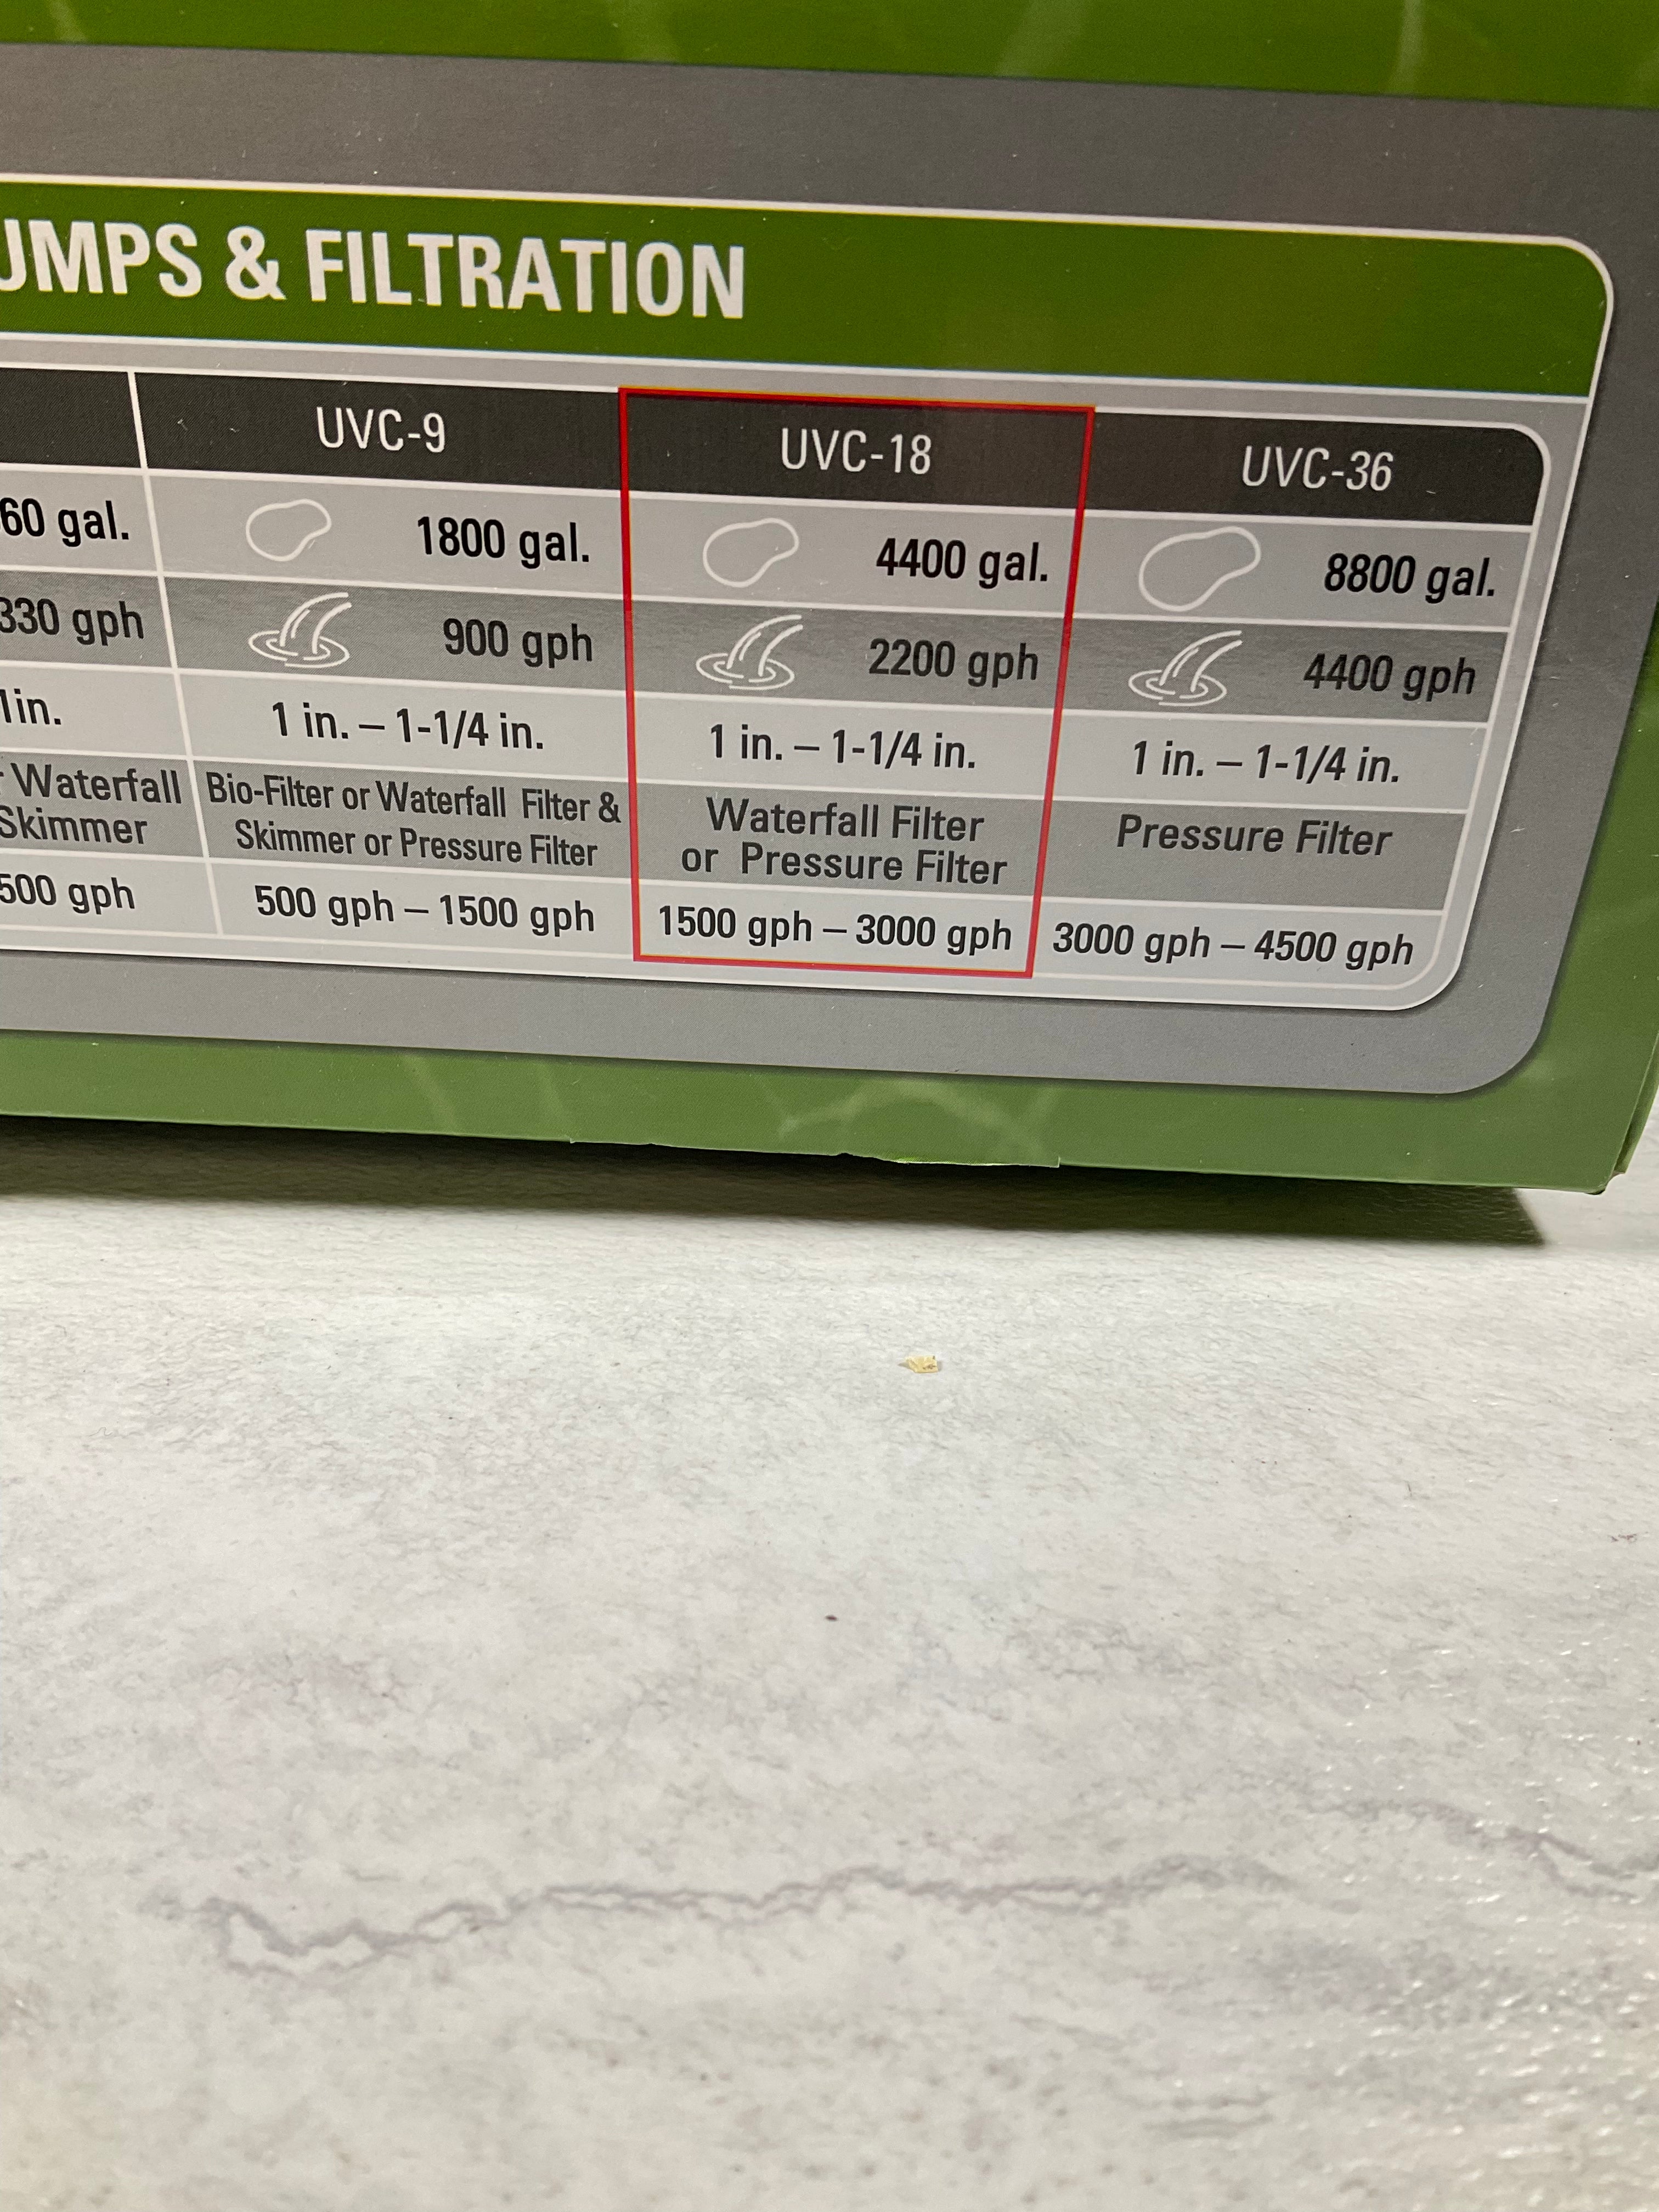 UMPS & FILTRATION
UVC-9 UVC-18 UVC-36
60 gal. 1800 gal. 4400 gal. 8800 gal.
330 gph 900 gph 2200 gph 4400 gph
1in. 1 in. – 1-1/4 in. 1 in. – 1-1/4 in. 1 in. – 1-1/4 in.
Waterfall Bio-Filter or Waterfall Filter & Waterfall Filter Pressure Filter
Skimmer Skimmer or Pressure Filter or Pressure Filter
500 gph 500 gph – 1500 gph 1500 gph – 3000 gph 3000 gph – 4500 gph